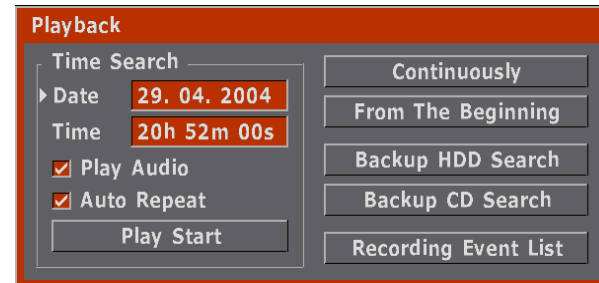 Playback
Time Search
Date 29. 04. 2004
Time 20h 52m 00s
Play Audio
Auto Repeat
Play Start
Continuously
From The Beginning
Backup HDD Search
Backup CD Search
Recording Event List